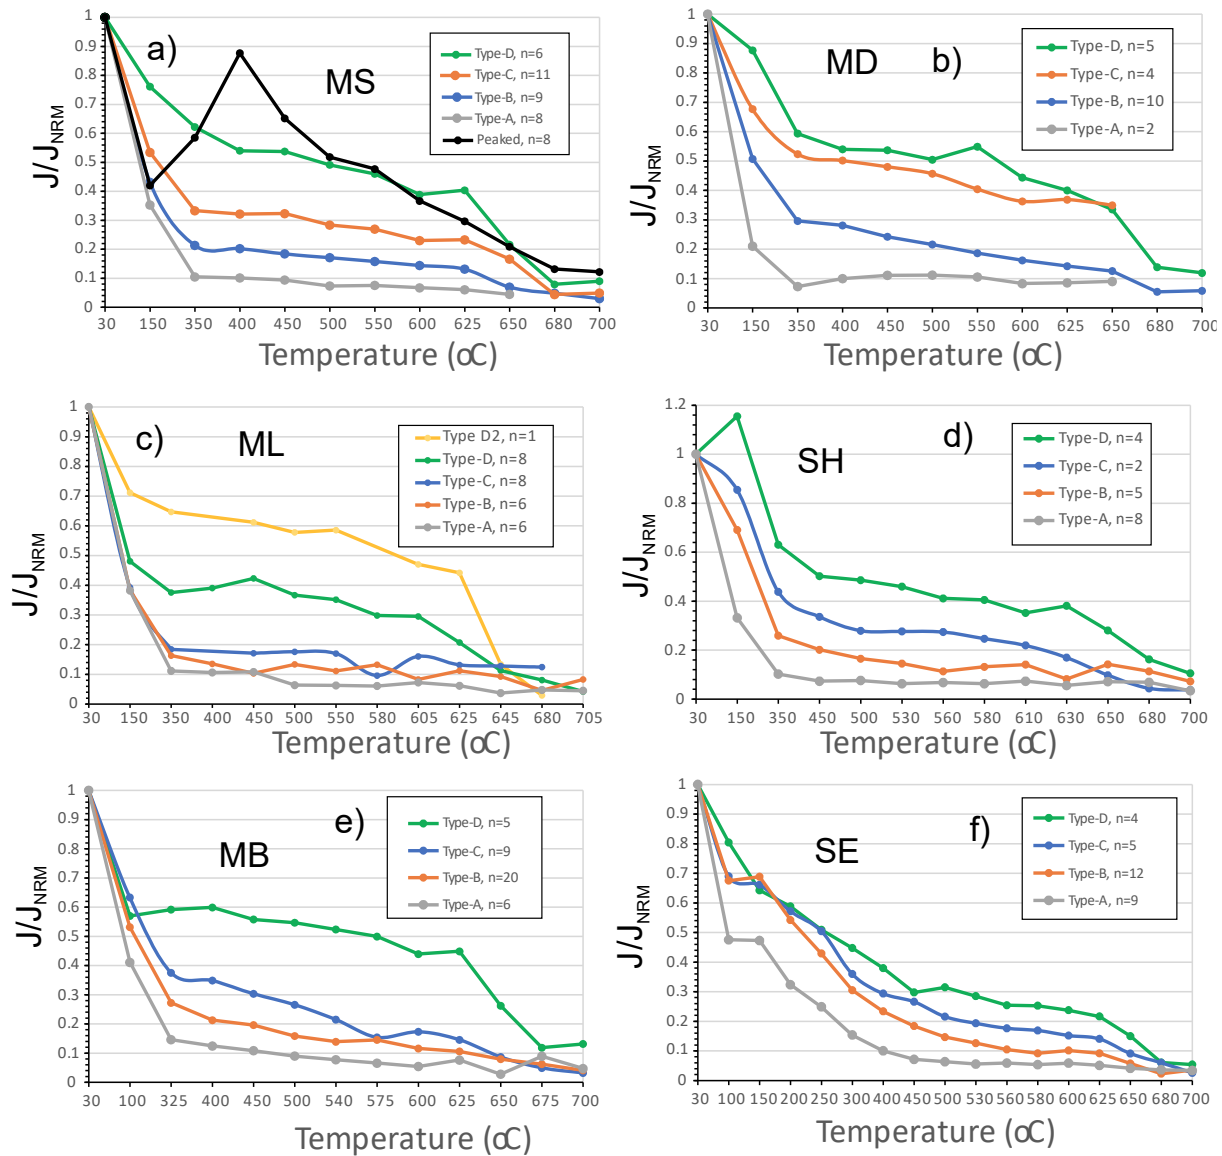 a)
MS
Type-D, n=6
Type-C, n=11
Type-B, n=9
Type-A, n=8
Peaked, n=8
J/J_NRM
1
0.9
0.8
0.7
0.6
0.5
0.4
0.3
0.2
0.1
0
30 150 350 400 450 500 550 600 625 650 680 700
Temperature (oC)
b)
MD
Type-D, n=5
Type-C, n=4
Type-B, n=10
Type-A, n=2
J/J_NRM
1
0.9
0.8
0.7
0.6
0.5
0.4
0.3
0.2
0.1
0
30 150 350 400 450 500 550 600 625 650 680 700
Temperature (oC)
c)
ML
Type D2, n=1
Type-D, n=8
Type-C, n=8
Type-B, n=6
Type-A, n=6
J/J_NRM
1
0.9
0.8
0.7
0.6
0.5
0.4
0.3
0.2
0.1
0
30 150 350 400 450 500 550 580 605 625 645 680 705
Temperature (oC)
d)
SH
Type-D, n=4
Type-C, n=2
Type-B, n=5
Type-A, n=8
J/J_NRM
1.2
1
0.8
0.6
0.4
0.2
0
30 150 350 450 500 530 560 580 610 630 650 680 700
Temperature (oC)
e)
MB
Type-D, n=5
Type-C, n=9
Type-B, n=20
Type-A, n=6
J/J_NRM
1
0.9
0.8
0.7
0.6
0.5
0.4
0.3
0.2
0.1
0
30 100 325 400 450 500 540 575 600 625 650 675 700
Temperature (oC)
f)
SE
Type-D, n=4
Type-C, n=5
Type-B, n=12
Type-A, n=9
J/J_NRM
1
0.9
0.8
0.7
0.6
0.5
0.4
0.3
0.2
0.1
0
30 100 150 200 250 300 400 450 500 530 560 580 600 625 650 680 700
Temperature (oC)